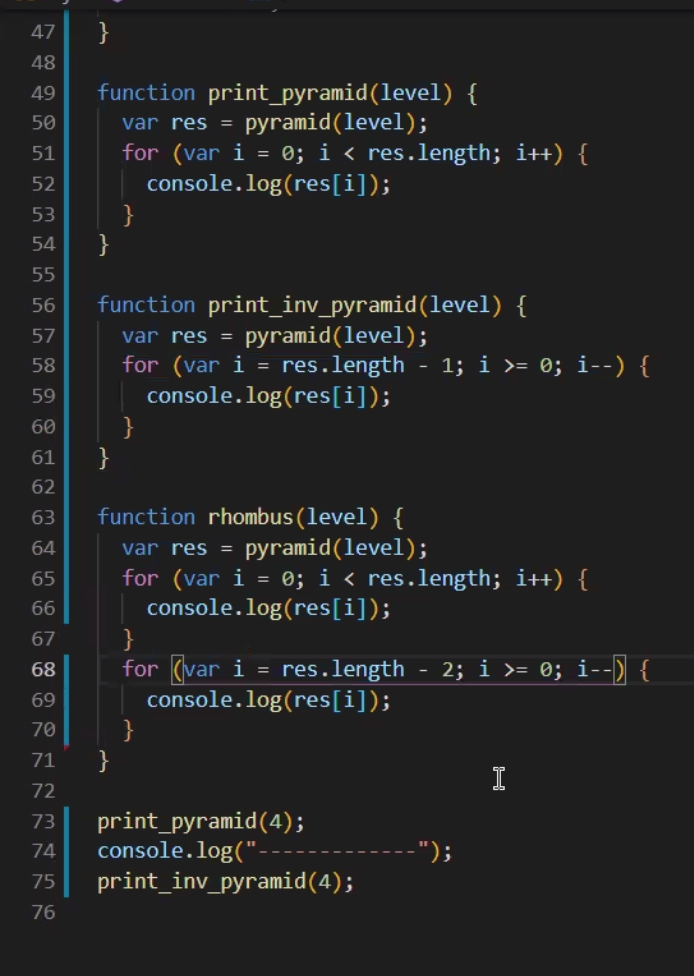 47 }
48
49 function print_pyramid(level) {
50   var res = pyramid(level);
51   for (var i = 0; i < res.length; i++) {
52     console.log(res[i]);
53   }
54 }
55
56 function print_inv_pyramid(level) {
57   var res = pyramid(level);
58   for (var i = res.length - 1; i >= 0; i--) {
59     console.log(res[i]);
60   }
61 }
62
63 function rhombus(level) {
64   var res = pyramid(level);
65   for (var i = 0; i < res.length; i++) {
66     console.log(res[i]);
67   }
68   for (var i = res.length - 2; i >= 0; i--) {
69     console.log(res[i]);
70   }
71 }
72
73 print_pyramid(4);
74 console.log("-------------");
75 print_inv_pyramid(4);
76